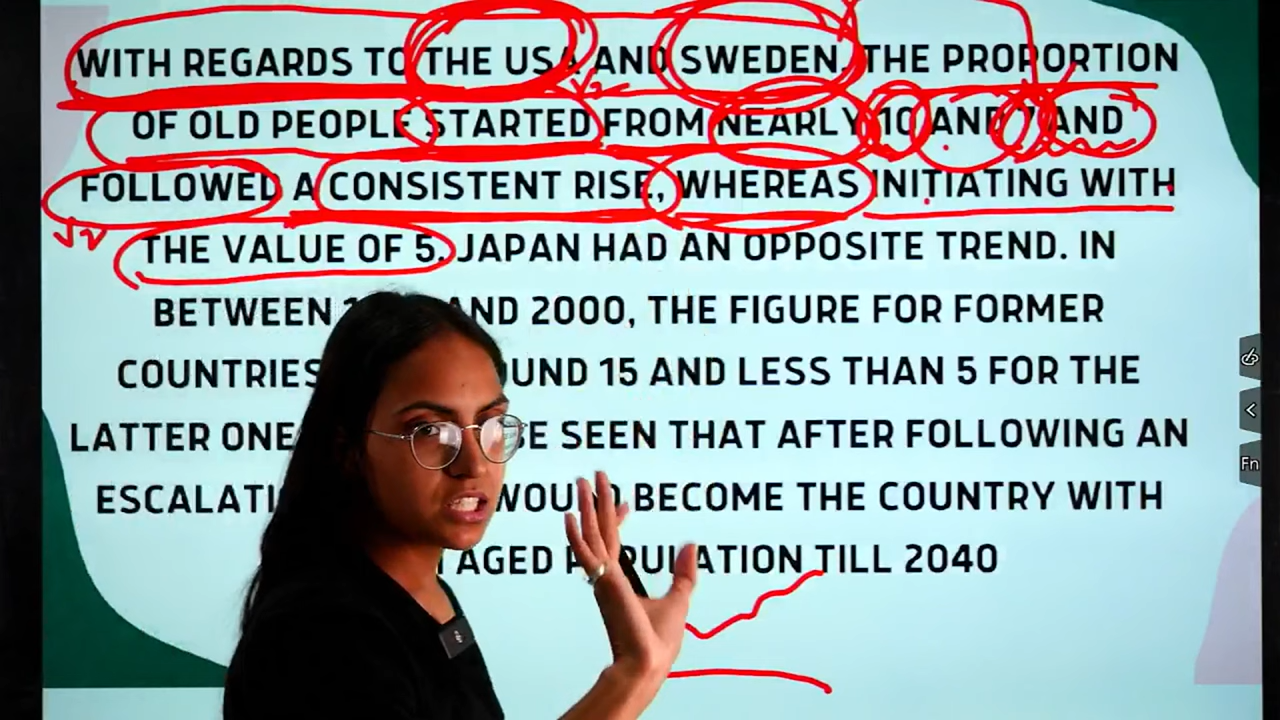 WITH REGARDS TO THE USA AND SWEDEN, THE PROPORTION
OF OLD PEOPLE STARTED FROM NEARLY 10 AND 7 AND
FOLLOWED A CONSISTENT RISE, WHEREAS INITIATING WITH
THE VALUE OF 5. JAPAN HAD AN OPPOSITE TREND. IN
BETWEEN AND 2000, THE FIGURE FOR FORMER
COUNTRIES 15 AND LESS THAN 5 FOR THE
LATTER ONE BE SEEN THAT AFTER FOLLOWING AN
BECOME THE COUNTRY WITH
AGED POPULATION TILL 2040
Fn